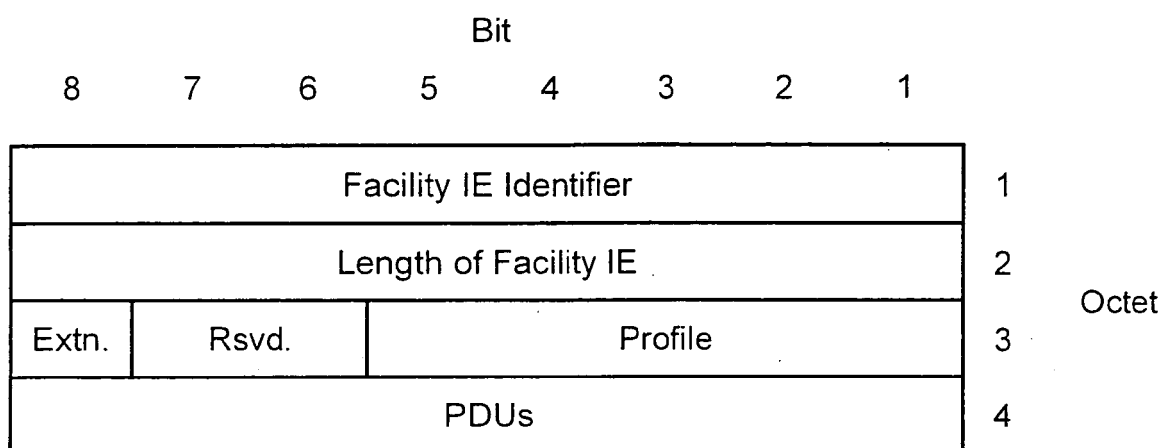 Bit
8 7 6 5 4 3 2 1
Facility IE Identifier 1
Length of Facility IE 2
Octet
Extn. Rsvd. Profile 3
PDUs 4